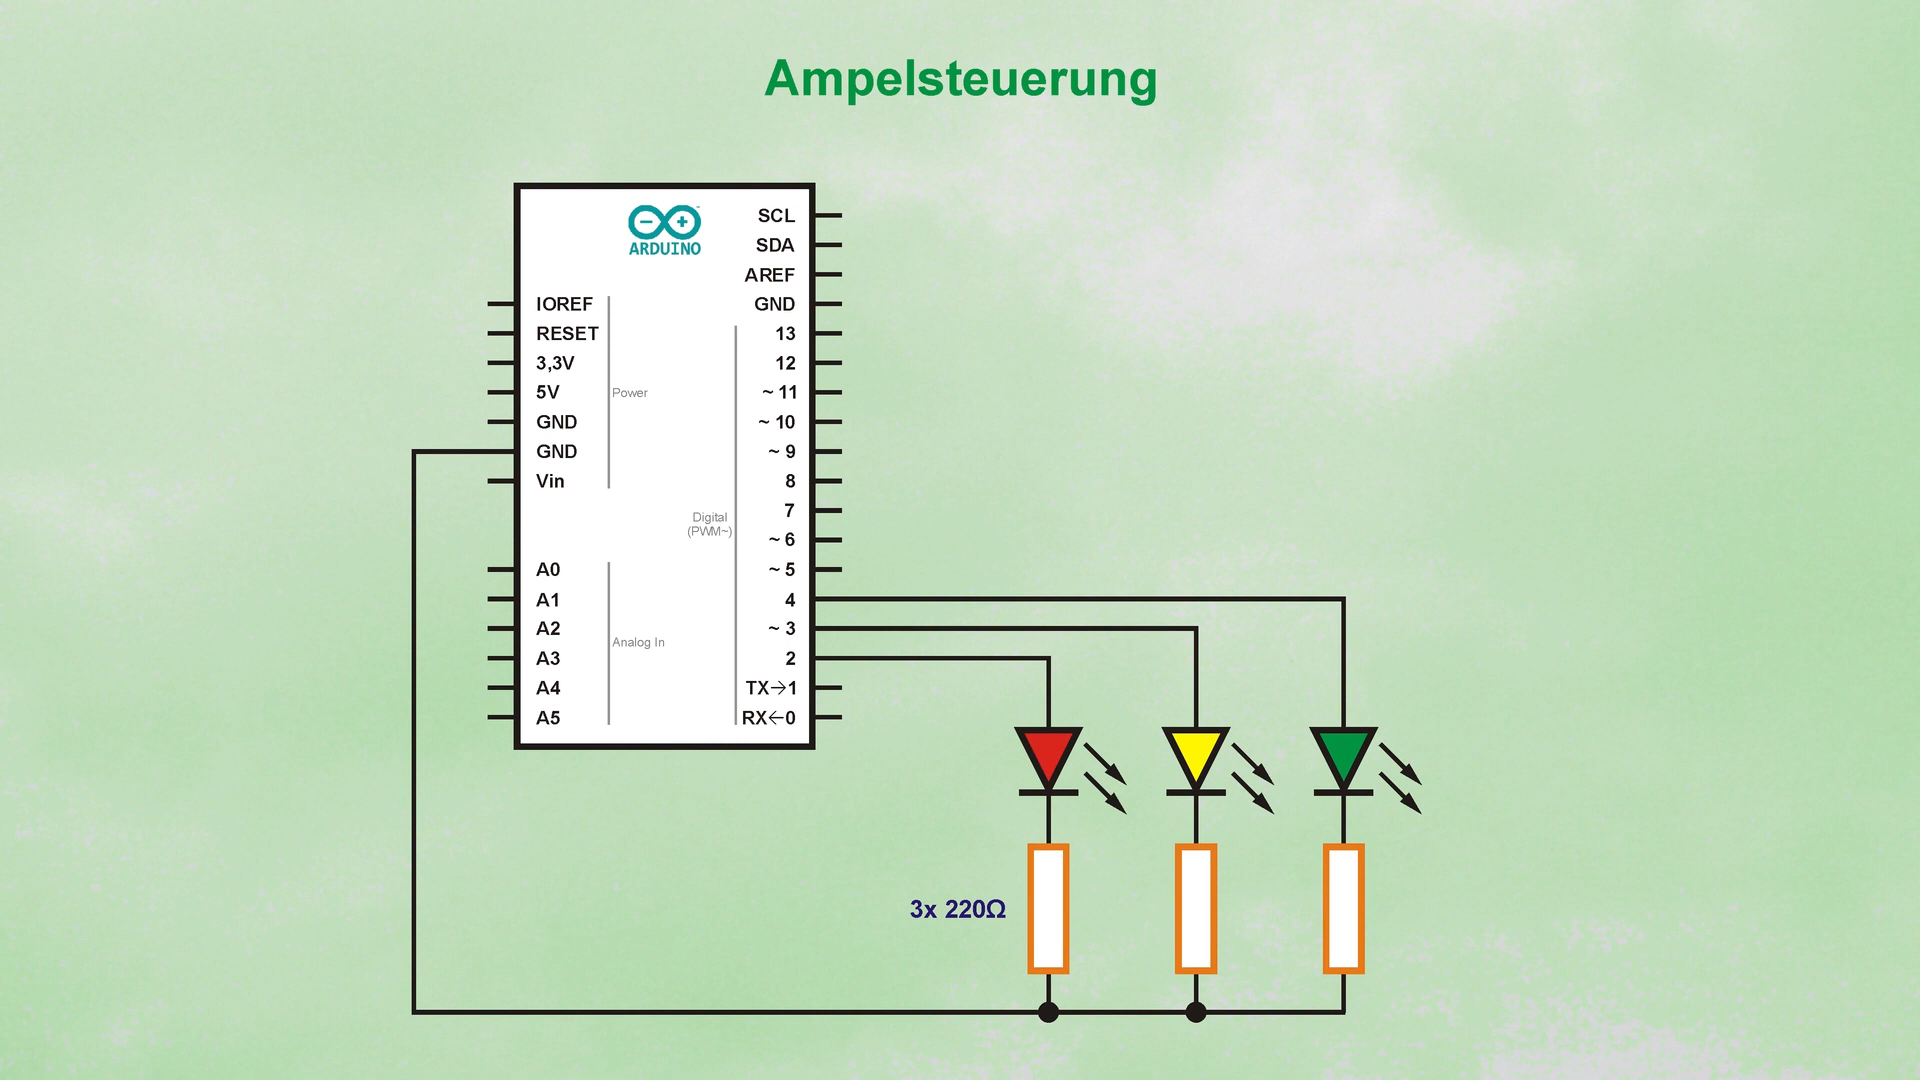 Ampelsteuerung
ARDUINO
SCL
SDA
AREF
GND
13
12
~ 11
~ 10
~ 9
8
7
~ 6
~ 5
4
~ 3
2
TX→1
RX←0
IOREF
RESET
3,3V
5V
GND
GND
Vin
Power
Digital
(PWM~)
A0
A1
A2
A3
A4
A5
Analog In
3x 220Ω